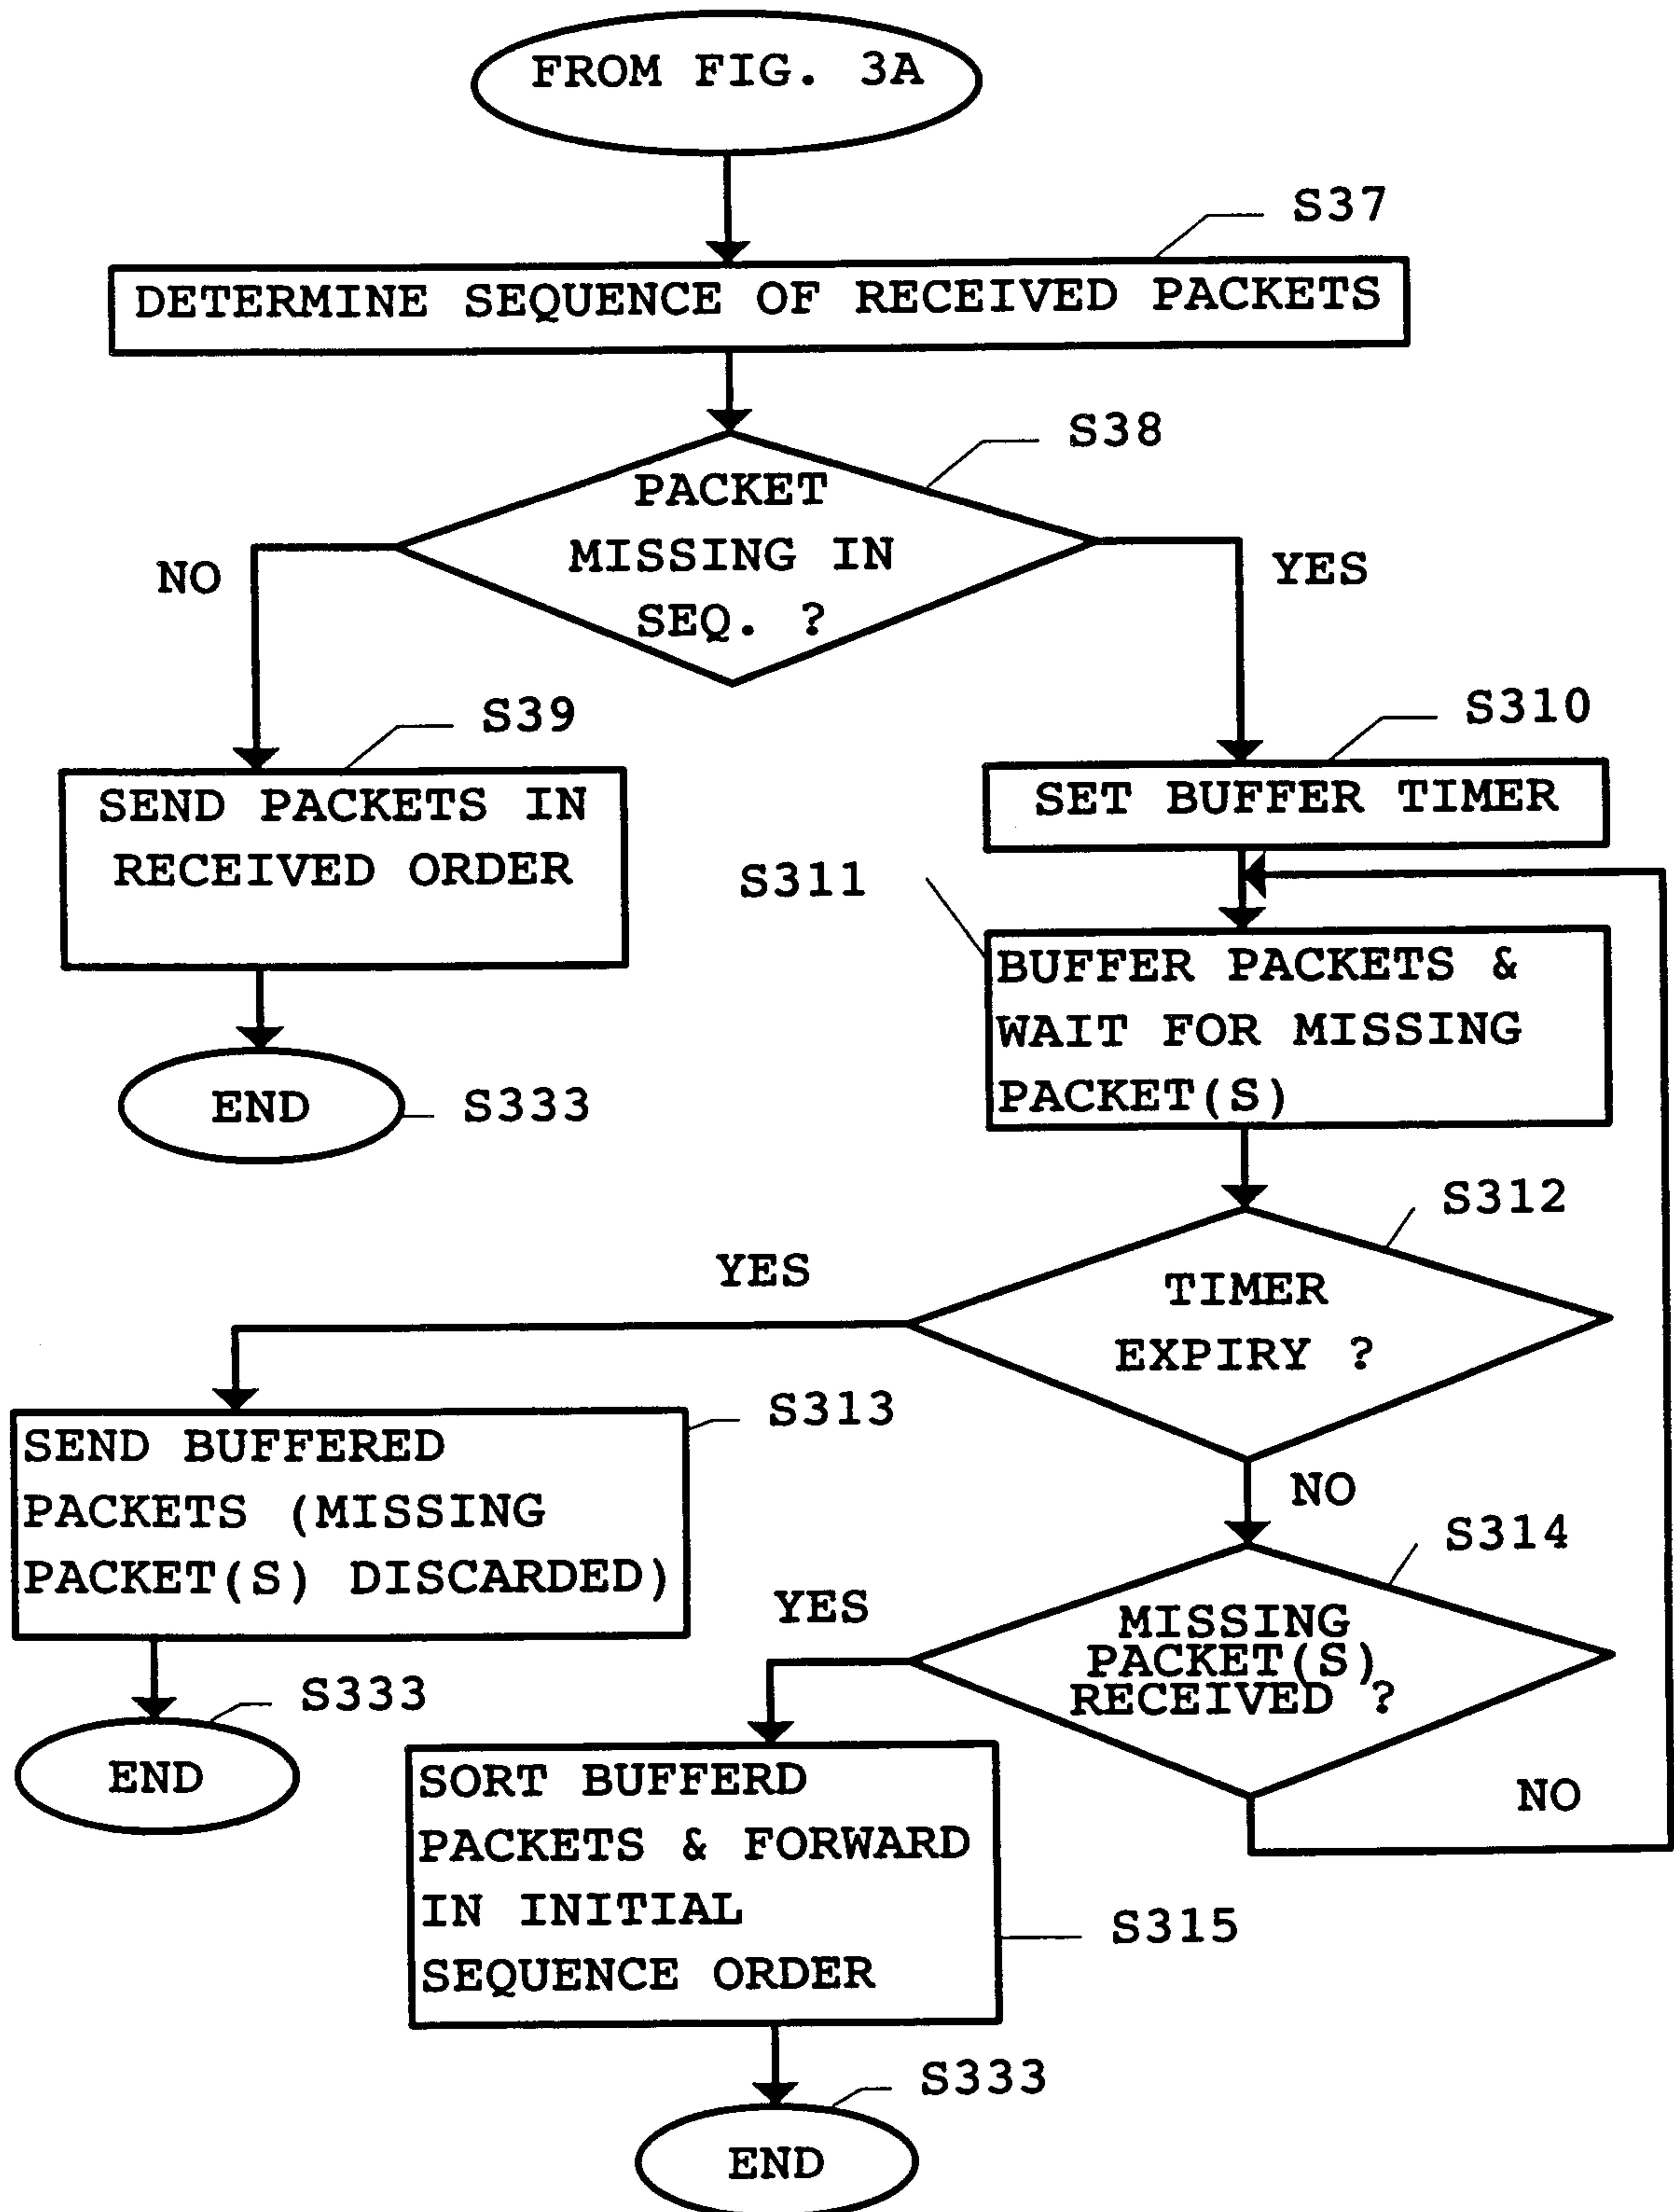 FROM FIG. 3A
S37
DETERMINE SEQUENCE OF RECEIVED PACKETS
S38
PACKET
MISSING IN
SEQ. ?
NO
YES
S39
SEND PACKETS IN
RECEIVED ORDER
END
S333
S310
SET BUFFER TIMER
S311
BUFFER PACKETS &
WAIT FOR MISSING
PACKET(S)
S312
TIMER
EXPIRY ?
YES
NO
S313
SEND BUFFERED
PACKETS (MISSING
PACKET(S) DISCARDED)
S333
END
S314
MISSING
PACKET(S)
RECEIVED ?
YES
NO
SORT BUFFERD
PACKETS & FORWARD
IN INITIAL
SEQUENCE ORDER
S315
S333
END